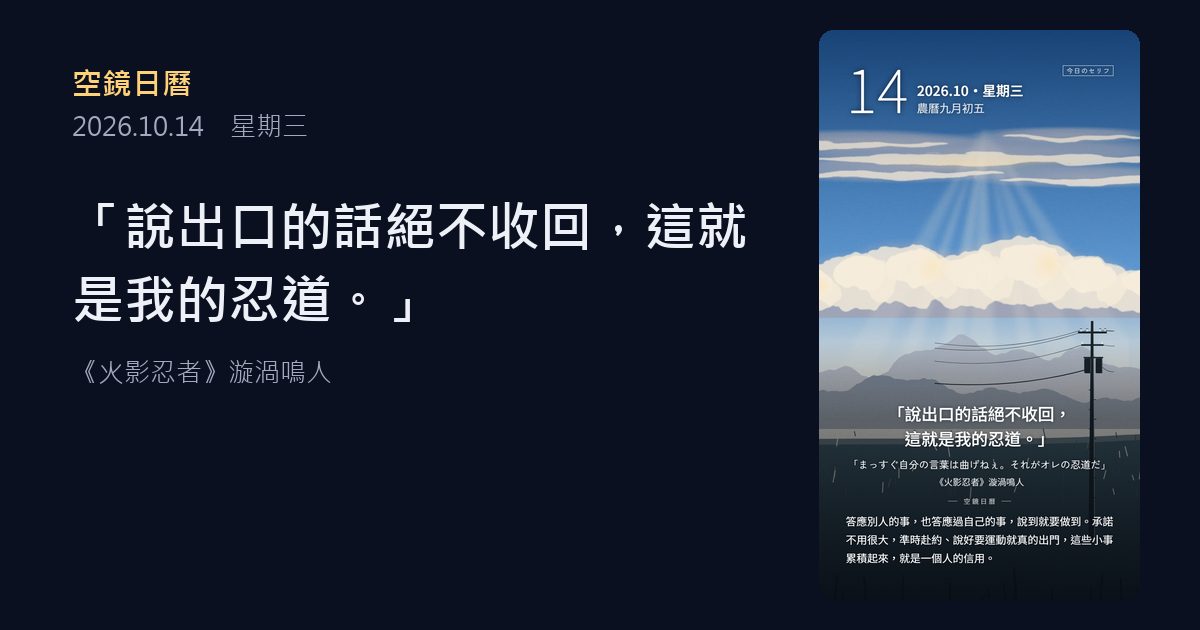 空鏡日曆
2026.10.14 星期三
「說出口的話絕不收回，這就
是我的忍道。」
《火影忍者》漩渦鳴人
14
2026.10・星期三
農曆九月初五
今日のセリフ
「說出口的話絕不收回，
這就是我的忍道。」
「まっすぐ自分の言葉は曲げねぇ。それがオレの忍道だ」
《火影忍者》漩渦鳴人
— 空鏡日曆 —
答應別人的事，也答應過自己的事，說到就要做到。承諾
不用很大，準時赴約、說好要運動就真的出門，這些小事
累積起來，就是一個人的信用。